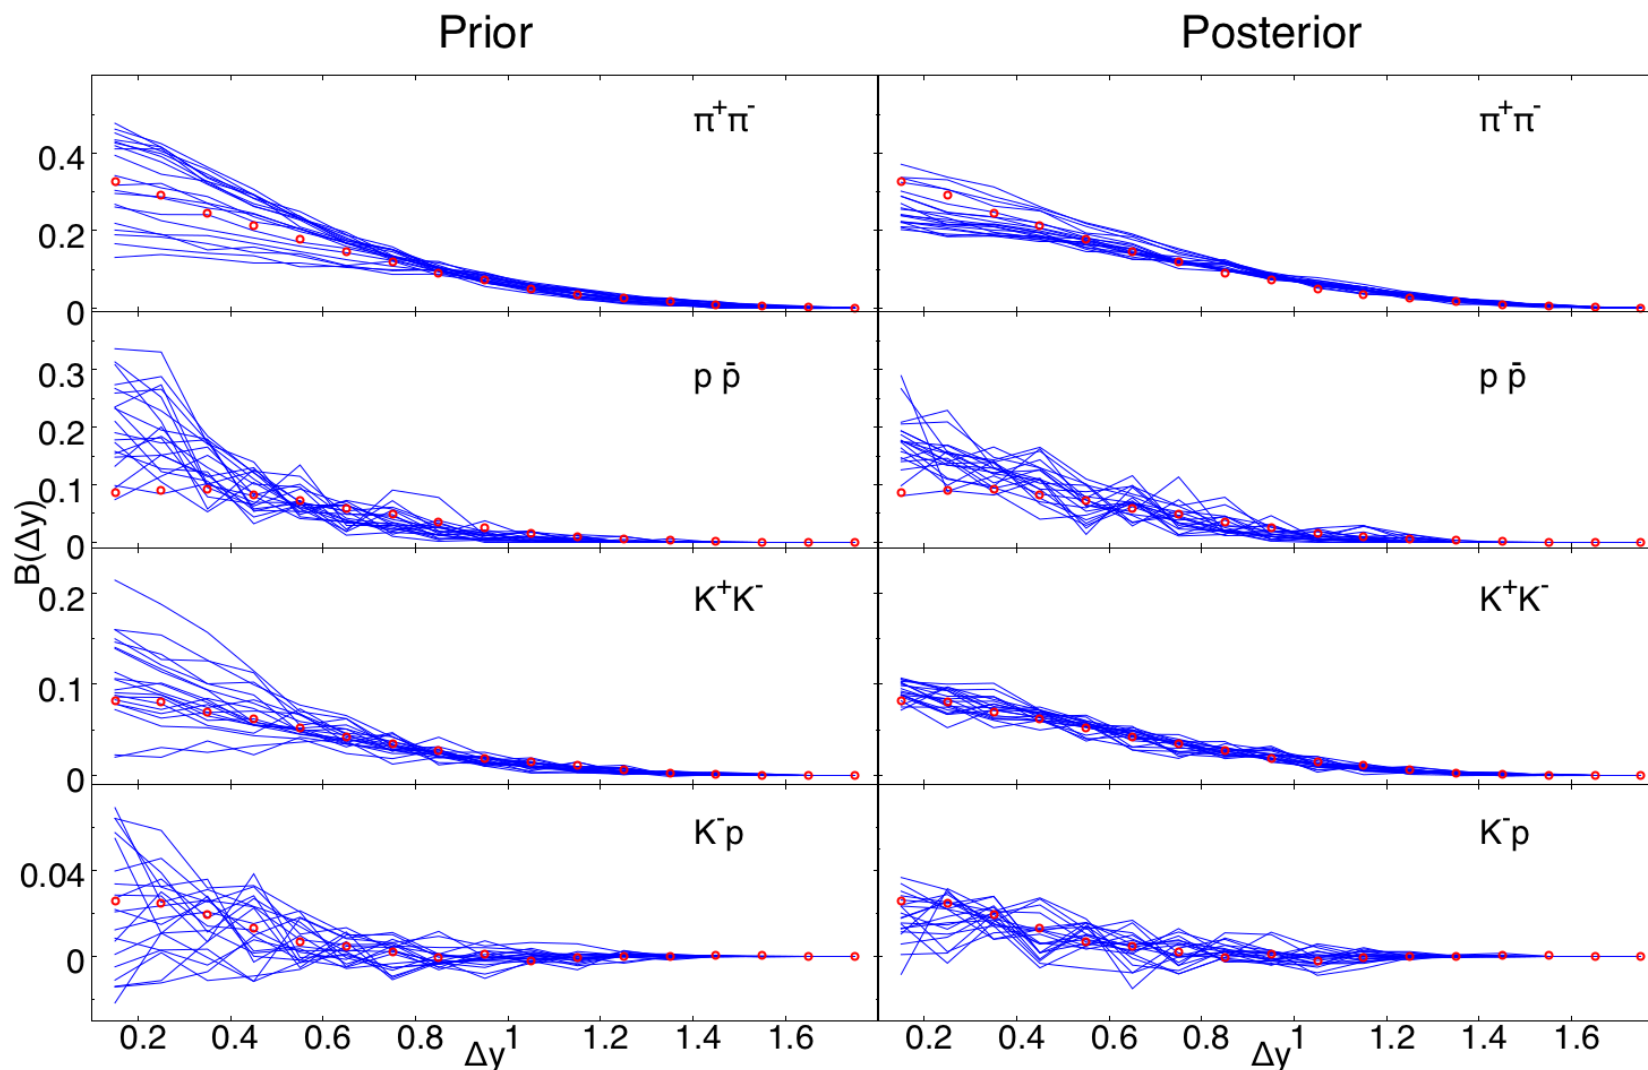 Prior Posterior
π⁺π⁻ π⁺π⁻
0.4
0.2
0
p p̄ p p̄
0.3
0.2
0.1
0
B(Δy)
K⁺K⁻ K⁺K⁻
0.2
0.1
0
K⁻p K⁻p
0.04
0
0.2 0.4 0.6 0.8 1 1.2 1.4 1.6 0.2 0.4 0.6 0.8 1 1.2 1.4 1.6
Δy Δy